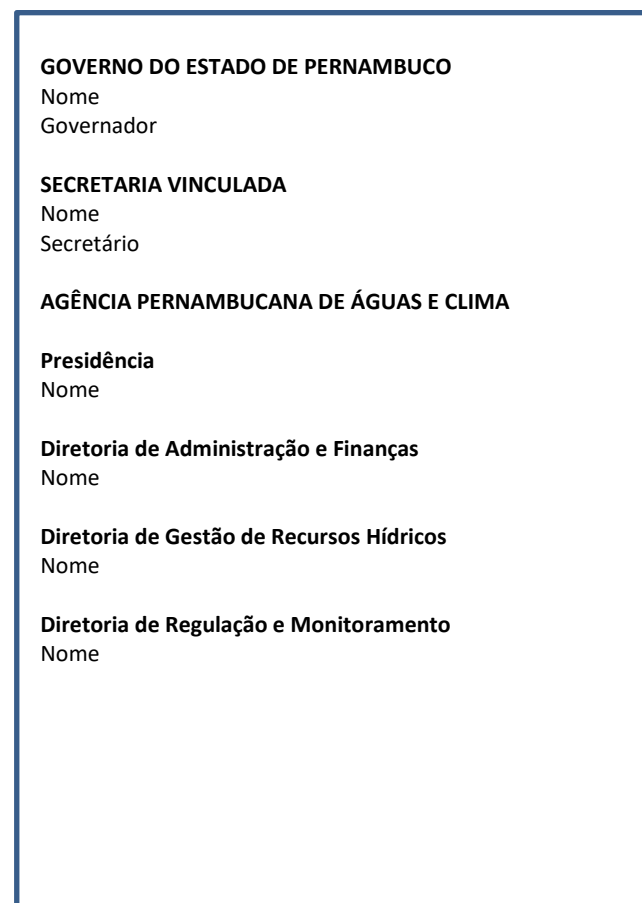 GOVERNO DO ESTADO DE PERNAMBUCO
Nome
Governador
SECRETARIA VINCULADA
Nome
Secretário
AGÊNCIA PERNAMBUCANA DE ÁGUAS E CLIMA
Presidência
Nome
Diretoria de Administração e Finanças
Nome
Diretoria de Gestão de Recursos Hídricos
Nome
Diretoria de Regulação e Monitoramento
Nome